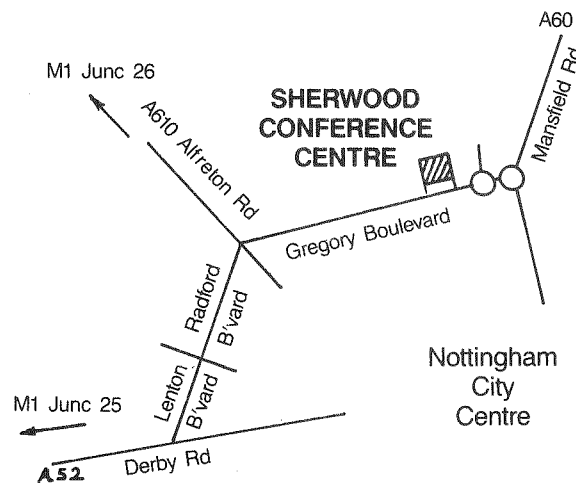 A60
M1 Junc 26
Mansfield Rd
A610 Alfreton Rd
SHERWOOD
CONFERENCE
CENTRE
Gregory Boulevard
Radford
B'vard
Nottingham
City
Centre
Lenton
B'vard
M1 Junc 25
A52
Derby Rd